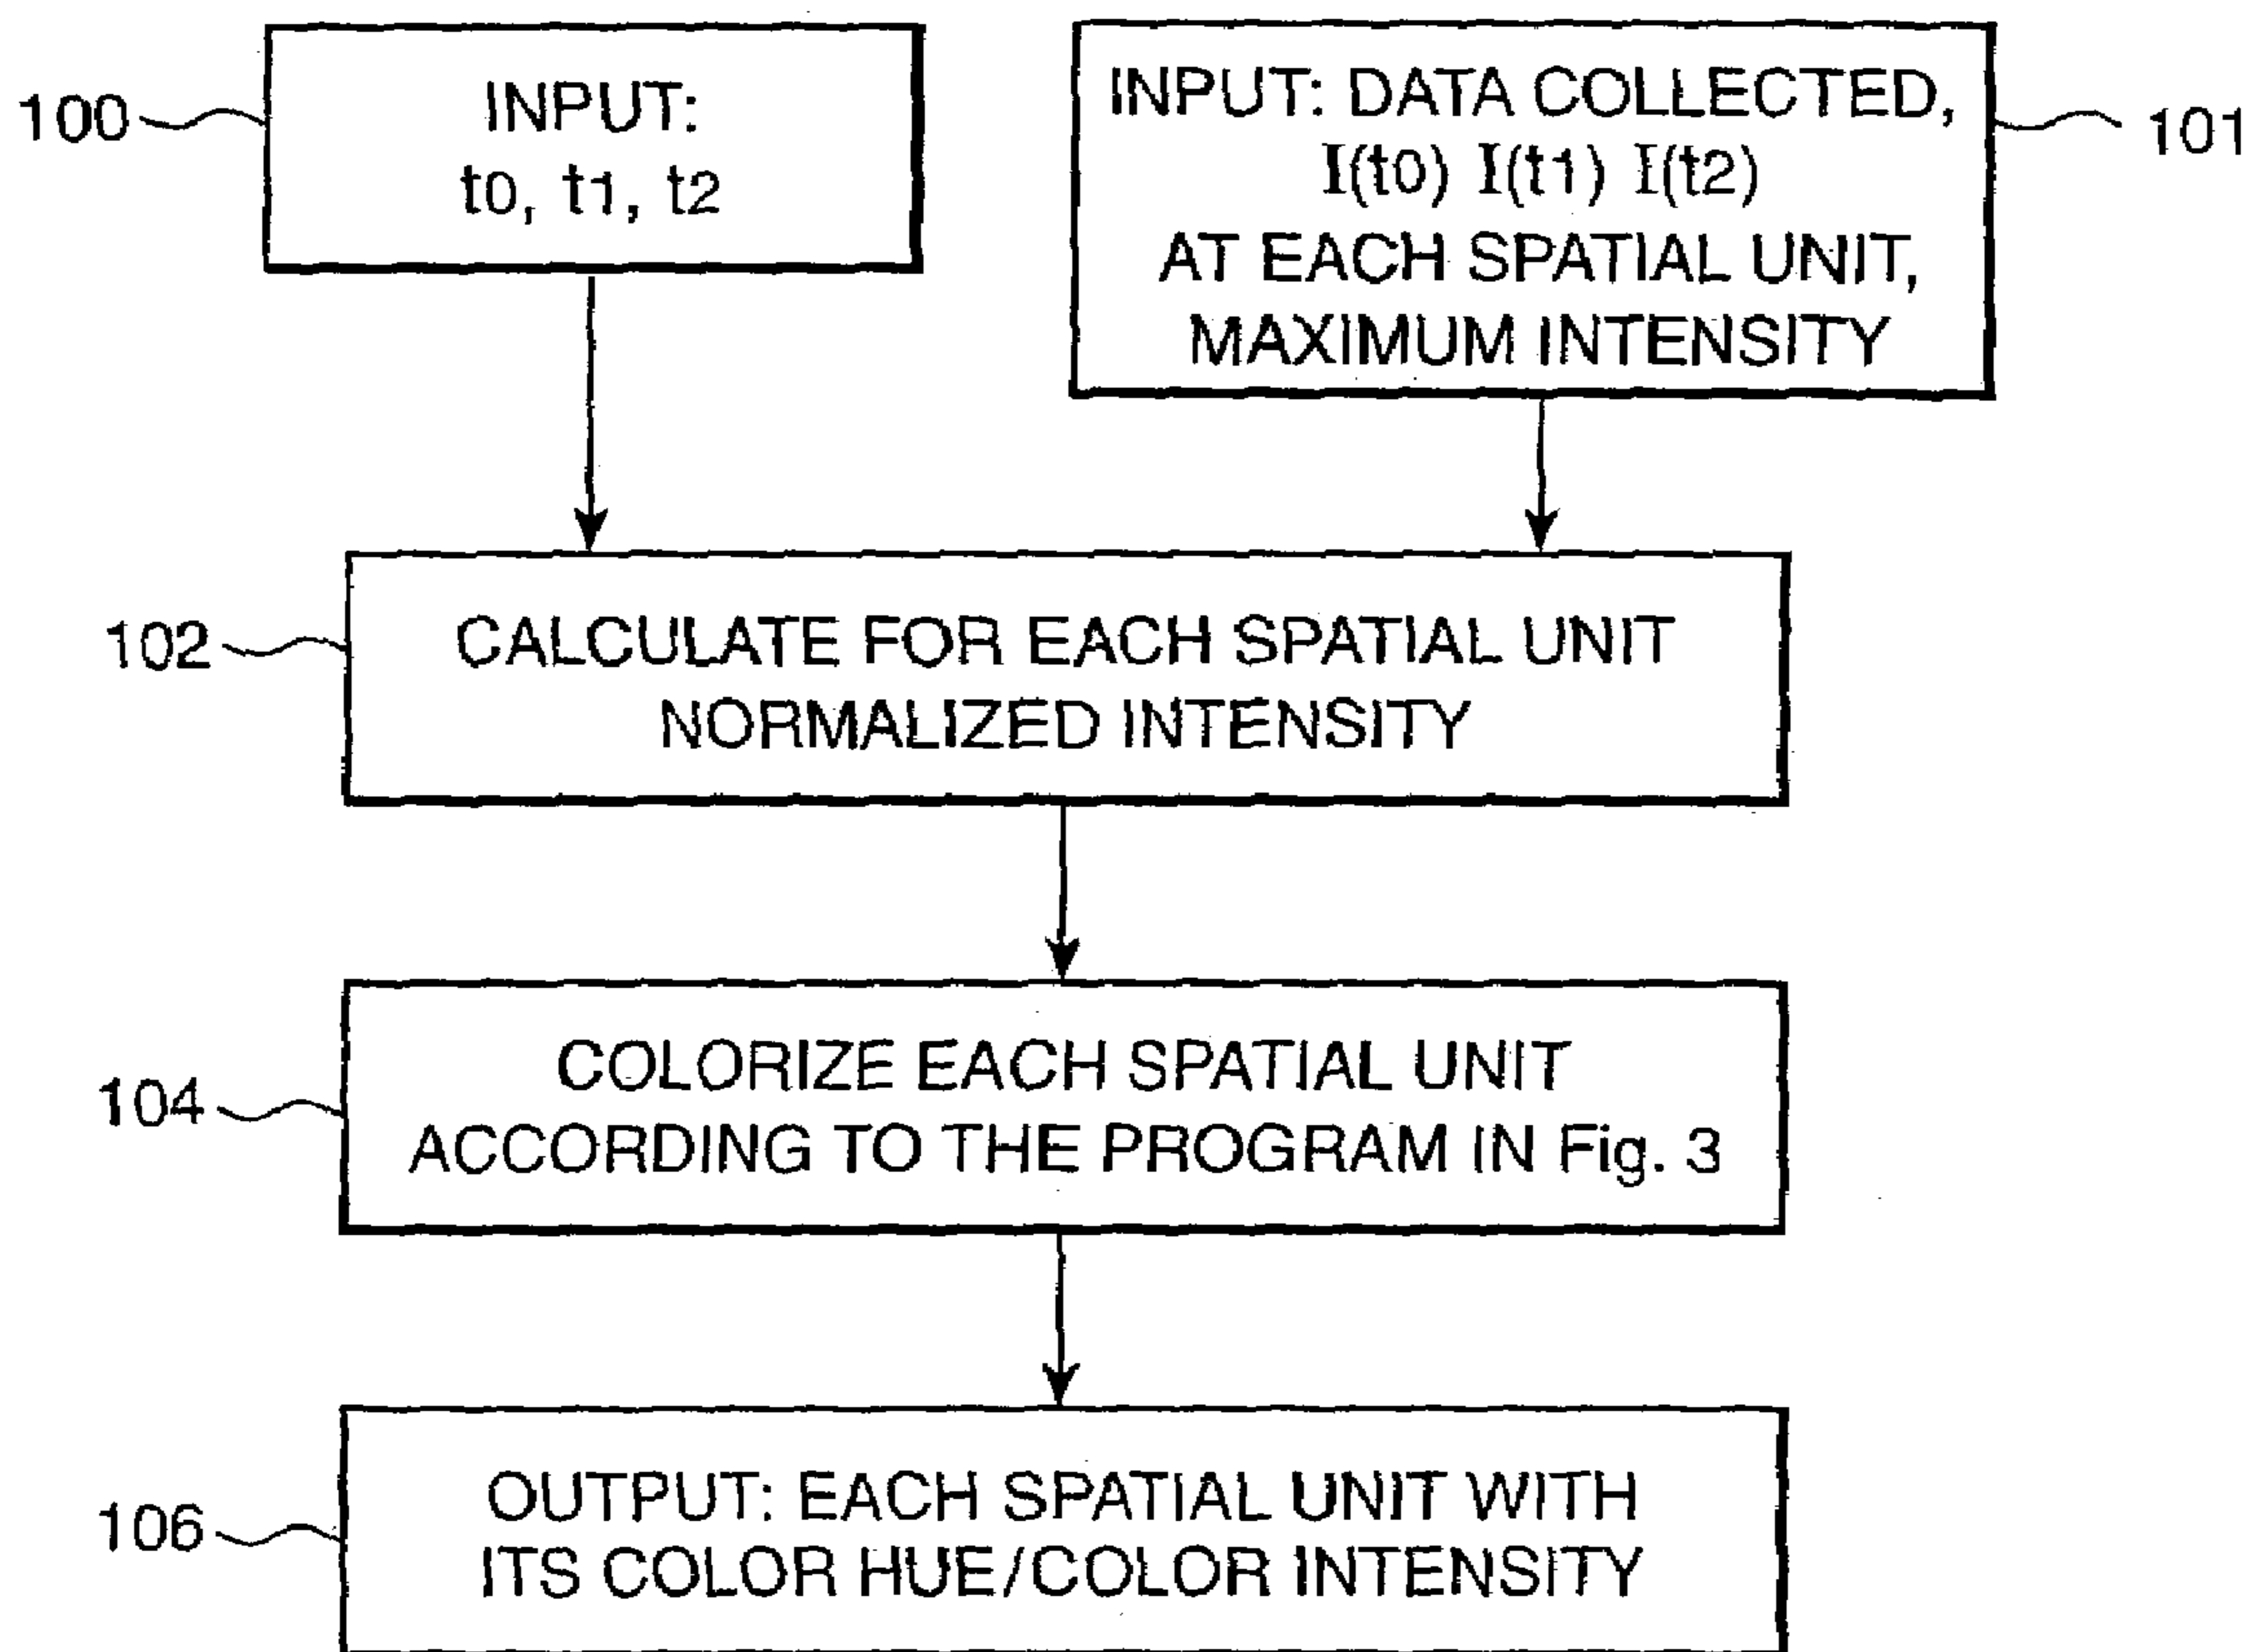 100
INPUT:
t0, t1, t2
INPUT: DATA COLLECTED,
I(t0) I(t1) I(t2)
AT EACH SPATIAL UNIT,
MAXIMUM INTENSITY
101
102
CALCULATE FOR EACH SPATIAL UNIT
NORMALIZED INTENSITY
104
COLORIZE EACH SPATIAL UNIT
ACCORDING TO THE PROGRAM IN Fig. 3
106
OUTPUT: EACH SPATIAL UNIT WITH
ITS COLOR HUE/COLOR INTENSITY